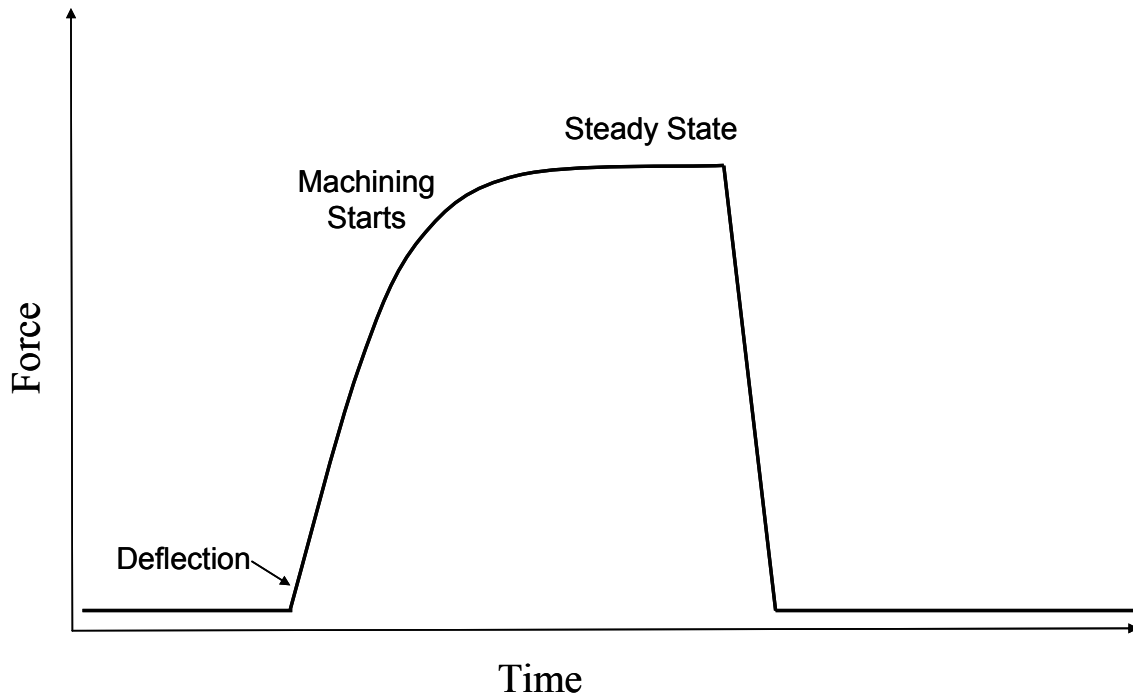 Steady State
Machining
Starts
Force
Deflection
Time